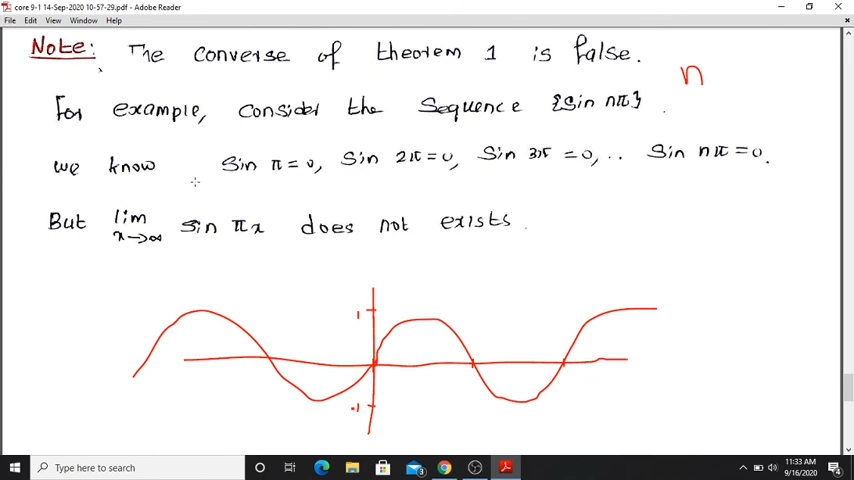 core 9-1 14-Sep-2020 10-57-29.pdf - Adobe Reader
File Edit View Window Help
Note: The converse of theorem 1 is false.
n
For example, consider the sequence {sin nπ} .
we know sin π = 0, sin 2π = 0, sin 3π = 0, .. sin nπ = 0.
But lim x→∞ sin πx does not exists .
1
-1
Type here to search
3
11:33 AM
9/16/2020
4